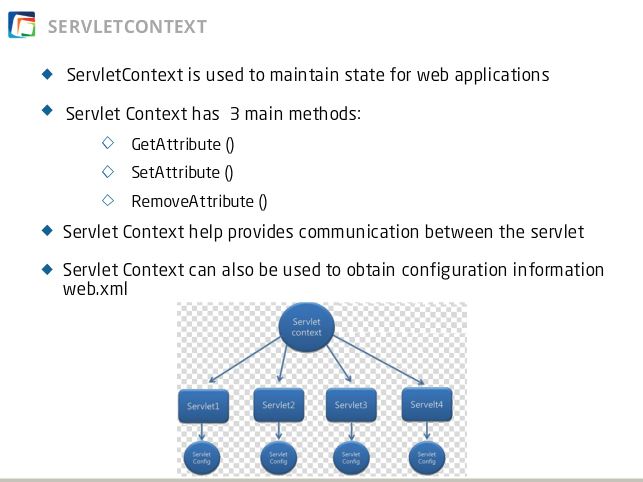 SERVLETCONTEXT
ServletContext is used to maintain state for web applications
Servlet Context has 3 main methods:
GetAttribute ()
SetAttribute ()
RemoveAttribute ()
Servlet Context help provides communication between the servlet
Servlet Context can also be used to obtain configuration information
web.xml
Servlet
context
Servlet1
Servlet2
Servlet3
Servelt4
Servlet
Config
Servlet
Config
Servlet
Config
Servlet
Config